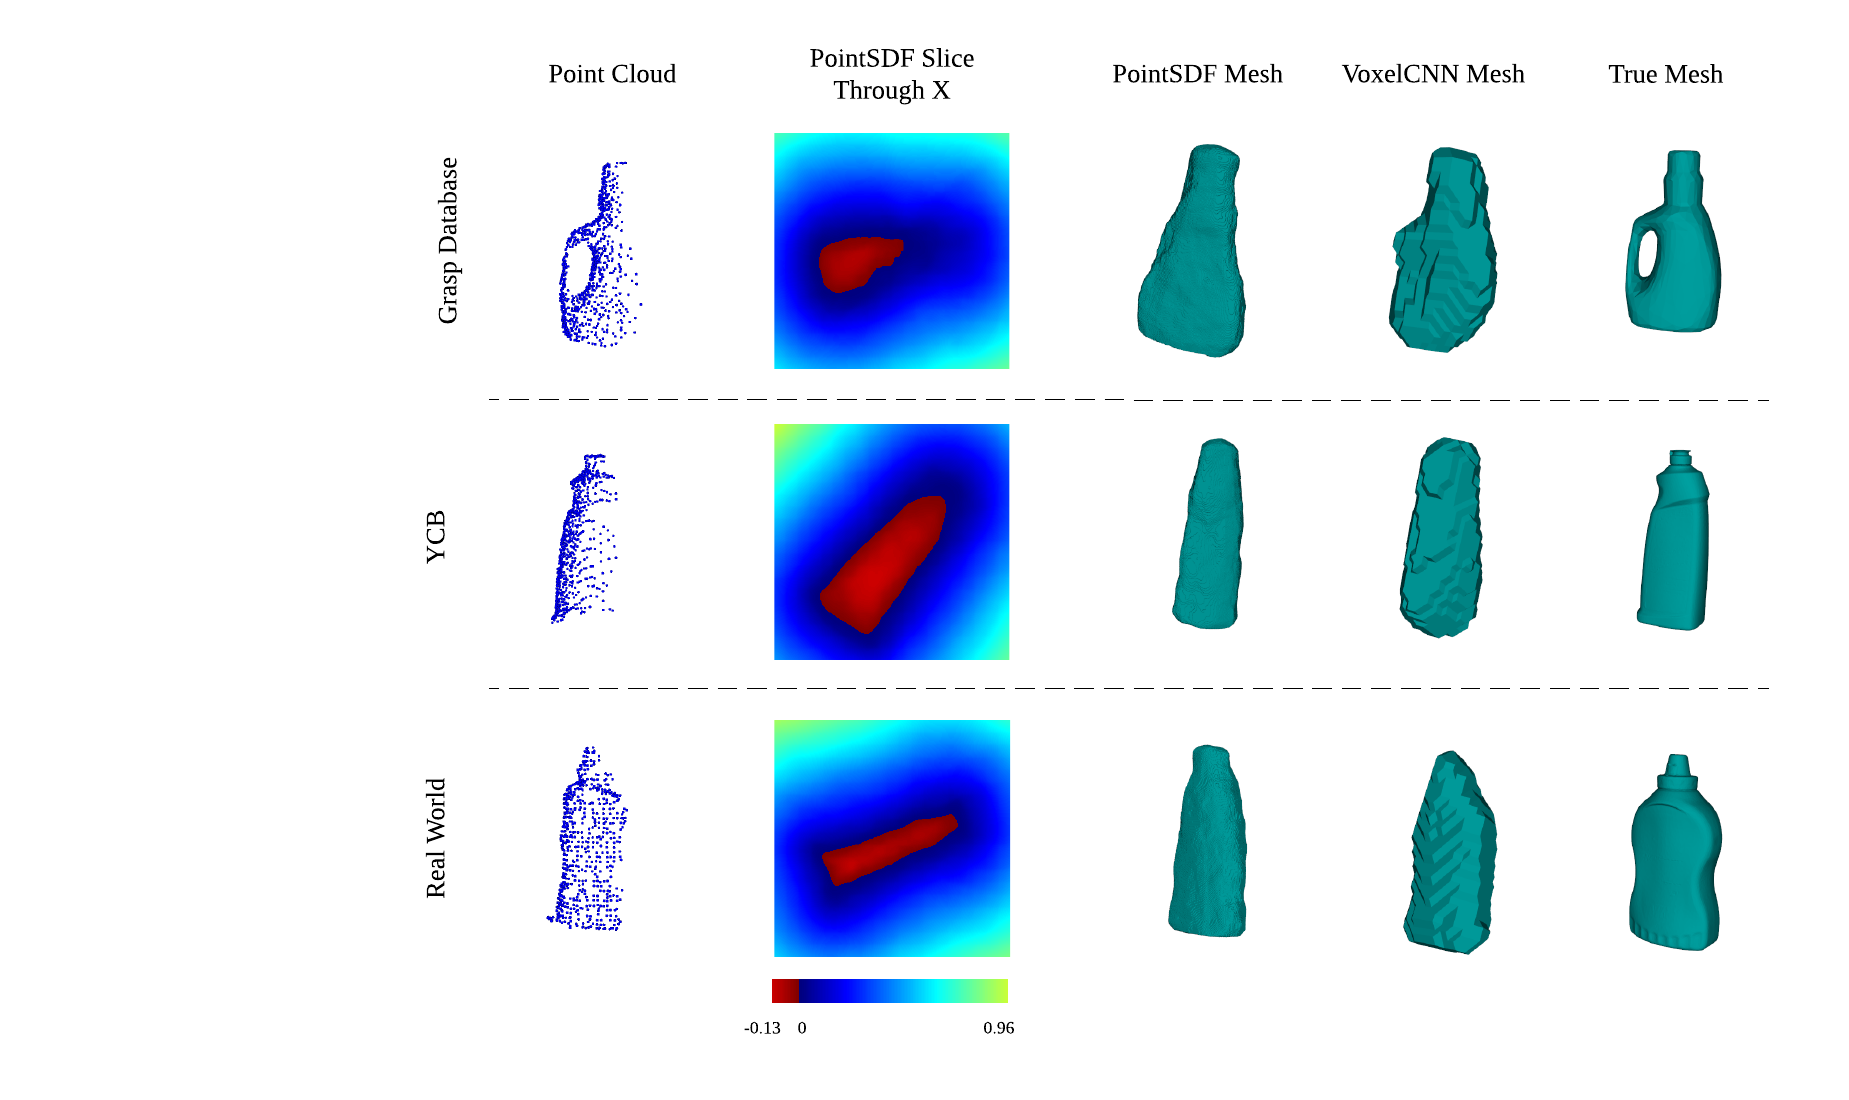 Point Cloud
PointSDF Slice
Through X
PointSDF Mesh
VoxelCNN Mesh
True Mesh
Grasp Database
YCB
Real World
-0.13
0
0.96